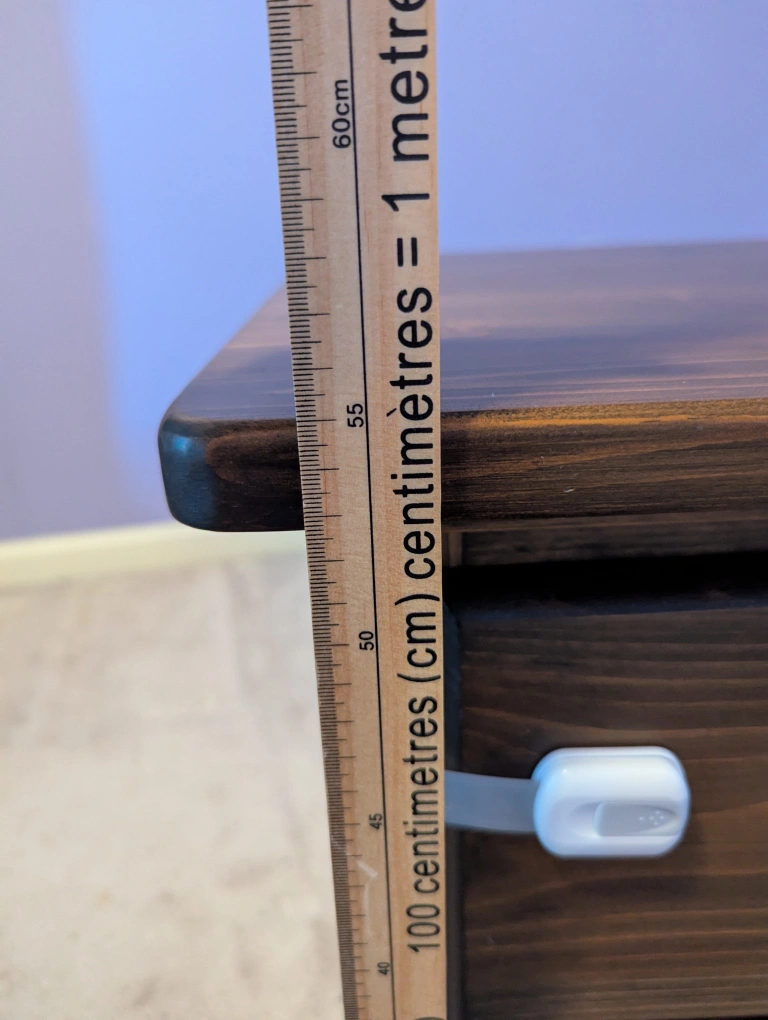 60cm
55
50
45
40
100 centimetres (cm) centimètres = 1 metre